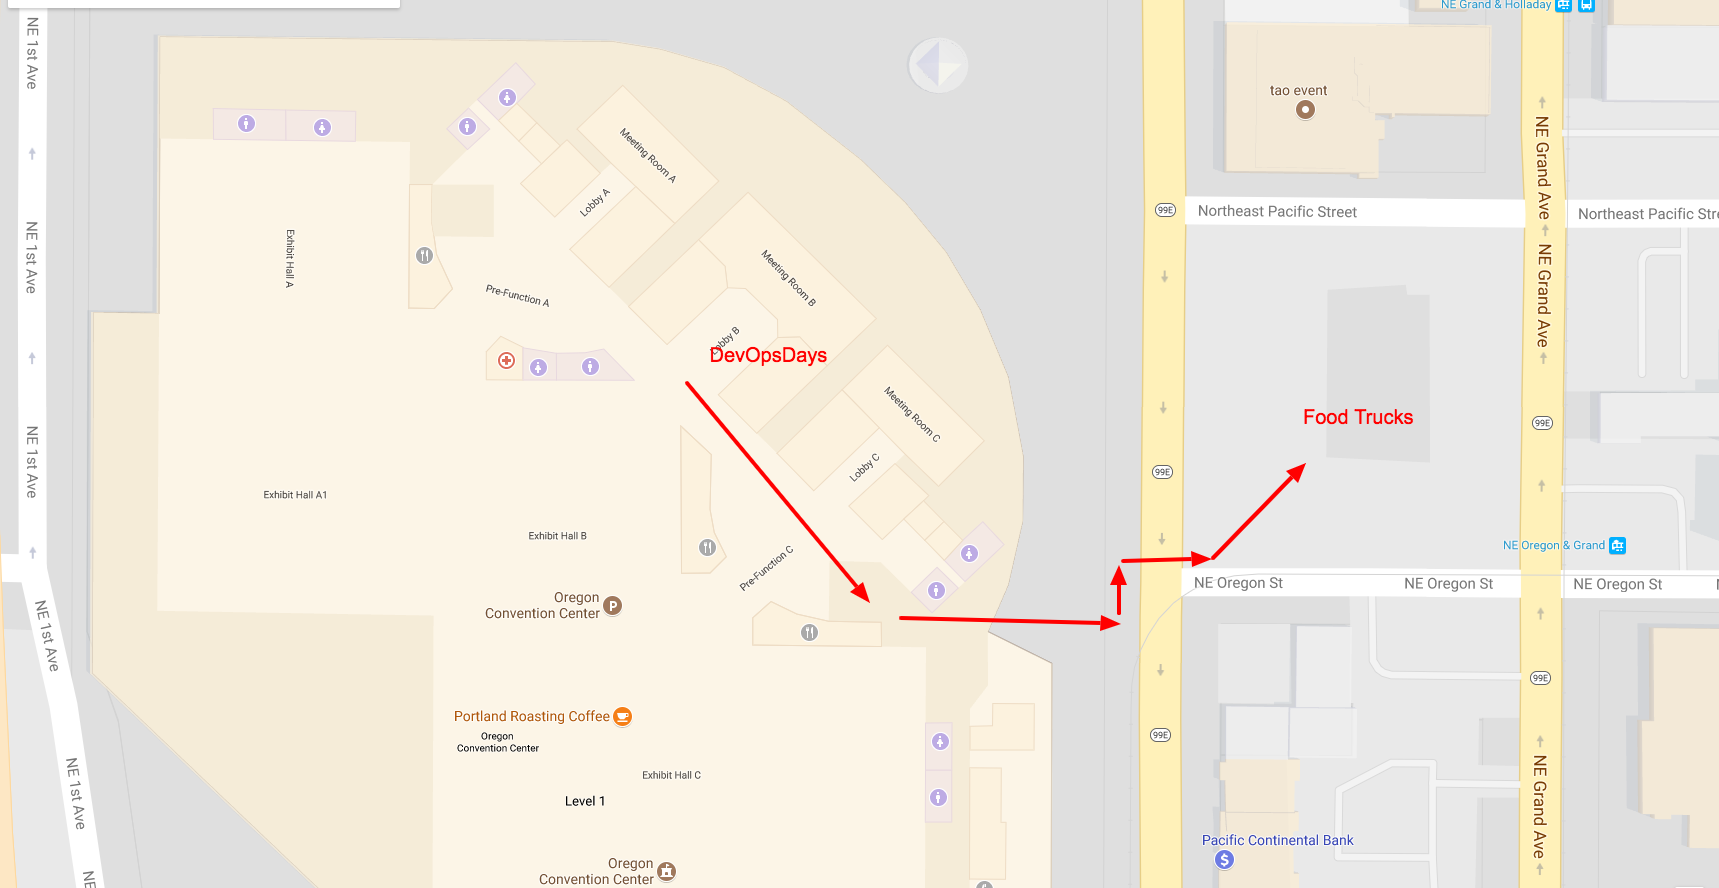 NE 1st Ave
NE 1st Ave
NE 1st Ave
NE 1st Ave
NE 1st Ave
NE
Exhibit Hall A
Exhibit Hall A1
Exhibit Hall B
Pre-Function A
Lobby A
Meeting Room A
Meeting Room B
Lobby B
DevOpsDays
Meeting Room C
Lobby C
Pre-Function C
Oregon
Convention Center
P
Portland Roasting Coffee
Oregon
Convention Center
Exhibit Hall C
Level 1
Oregon
Convention Center
NE Grand & Holladay
tao event
99E
Northeast Pacific Street
Northeast Pacific Stre
NE Grand Ave
NE Grand Ave
Food Trucks
99E
99E
NE Oregon & Grand
NE Oregon St
NE Oregon St
NE Oregon St
99E
99E
NE Grand Ave
Pacific Continental Bank
$